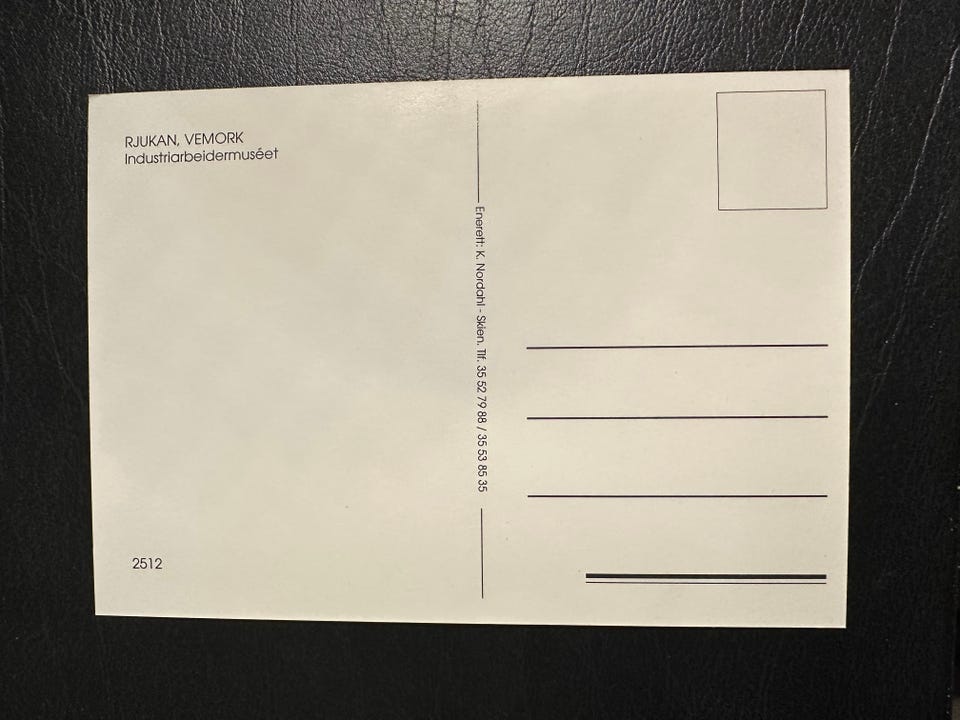 RJUKAN, VEMORK
Industriarbeidermuséet
2512
Enerett: K. Nordahl - Skien. Tlf. 35 52 79 88 / 35 53 85 35